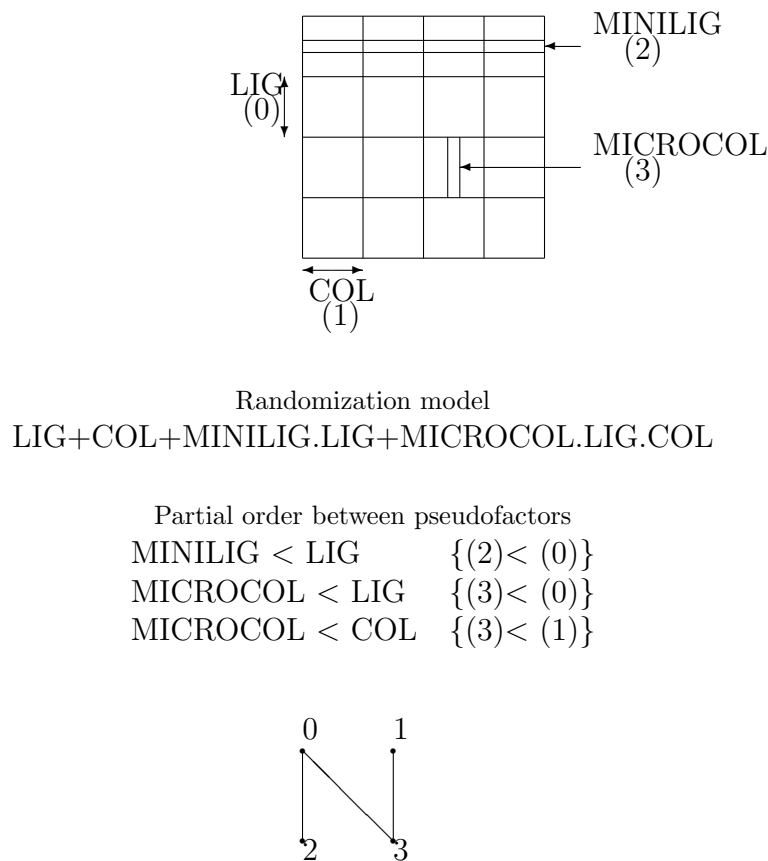 MINILIG
(2)
LIG
(0)
MICROCOL
(3)
COL
(1)
Randomization model
LIG+COL+MINILIG.LIG+MICROCOL.LIG.COL
Partial order between pseudofactors
MINILIG < LIG {(2)< (0)}
MICROCOL < LIG {(3)< (0)}
MICROCOL < COL {(3)< (1)}
0 1
2 3